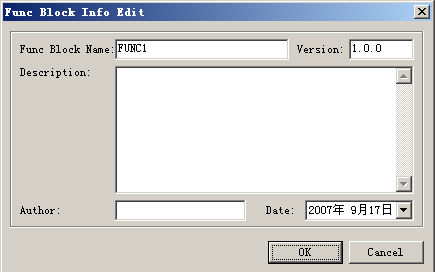 Func Block Info Edit
Func Block Name: FUNC1 Version: 1.0.0
Description:
Author: Date: 2007年 9月17日
OK Cancel